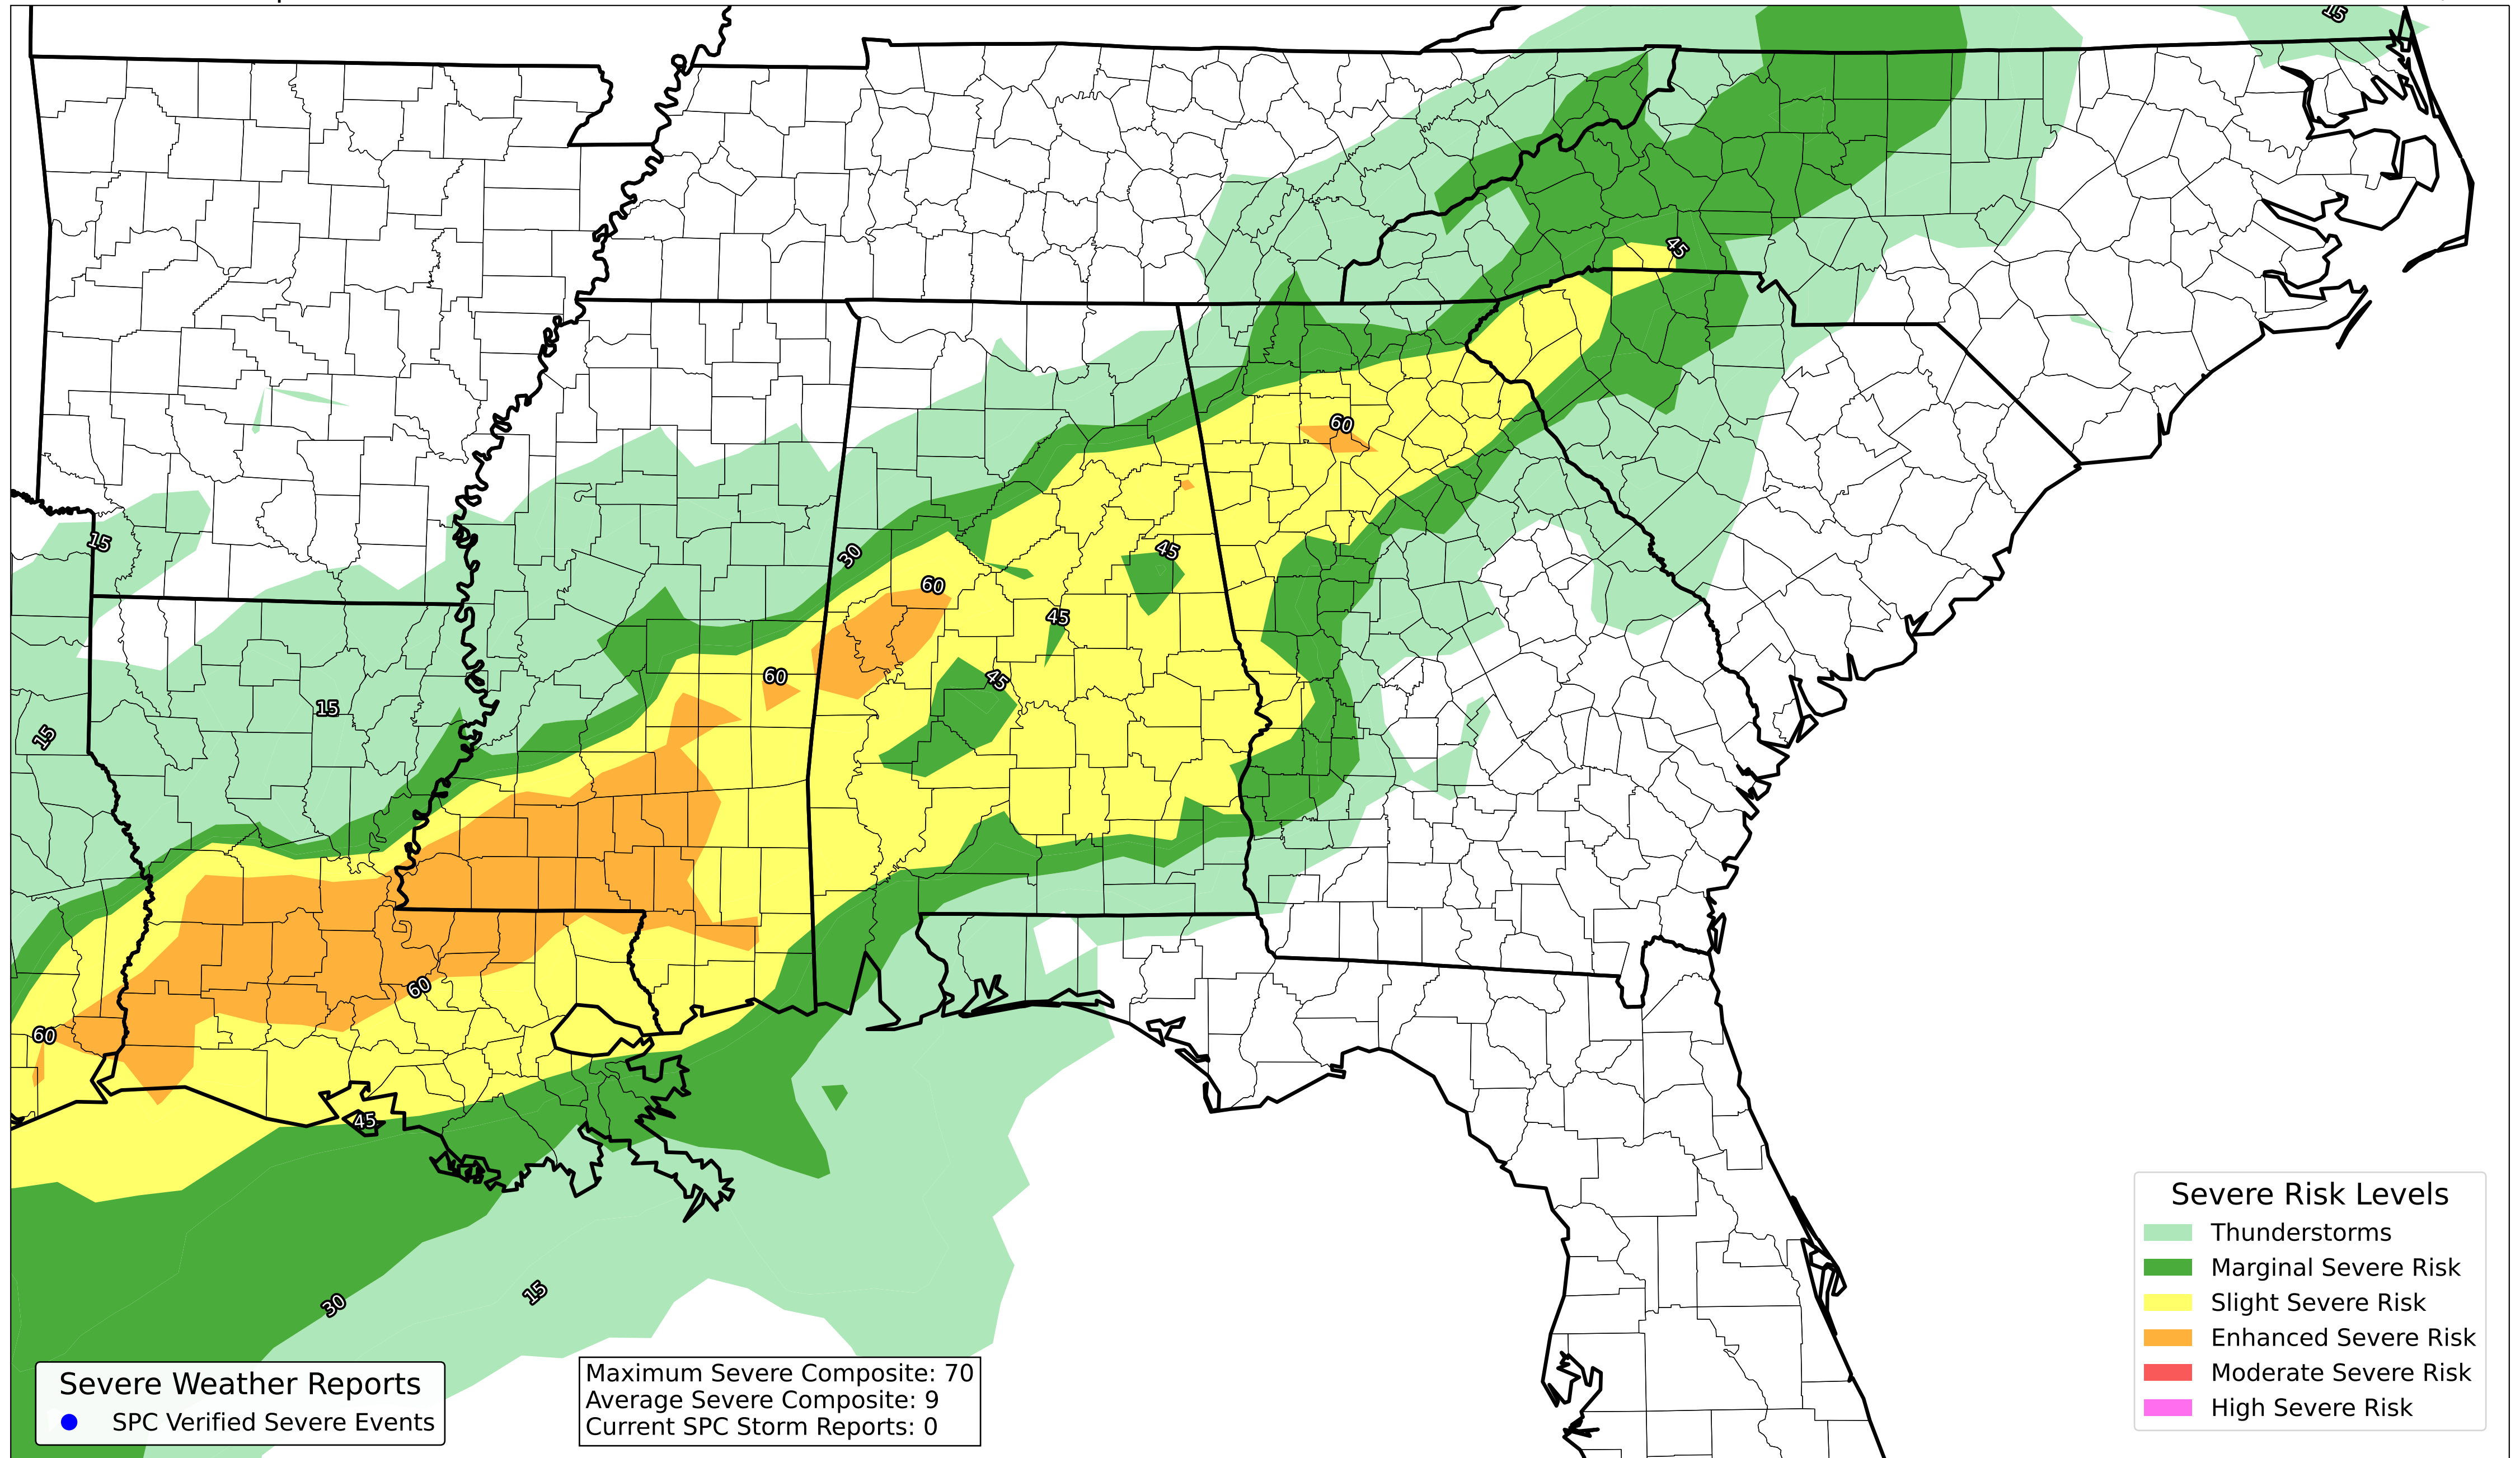 15
45
60
15
45
30
60
45
60
45
15
15
60
60
45
15
30
Severe Risk Levels
Thunderstorms
Marginal Severe Risk
Slight Severe Risk
Enhanced Severe Risk
Moderate Severe Risk
High Severe Risk
Severe Weather Reports
SPC Verified Severe Events
Maximum Severe Composite: 70
Average Severe Composite: 9
Current SPC Storm Reports: 0